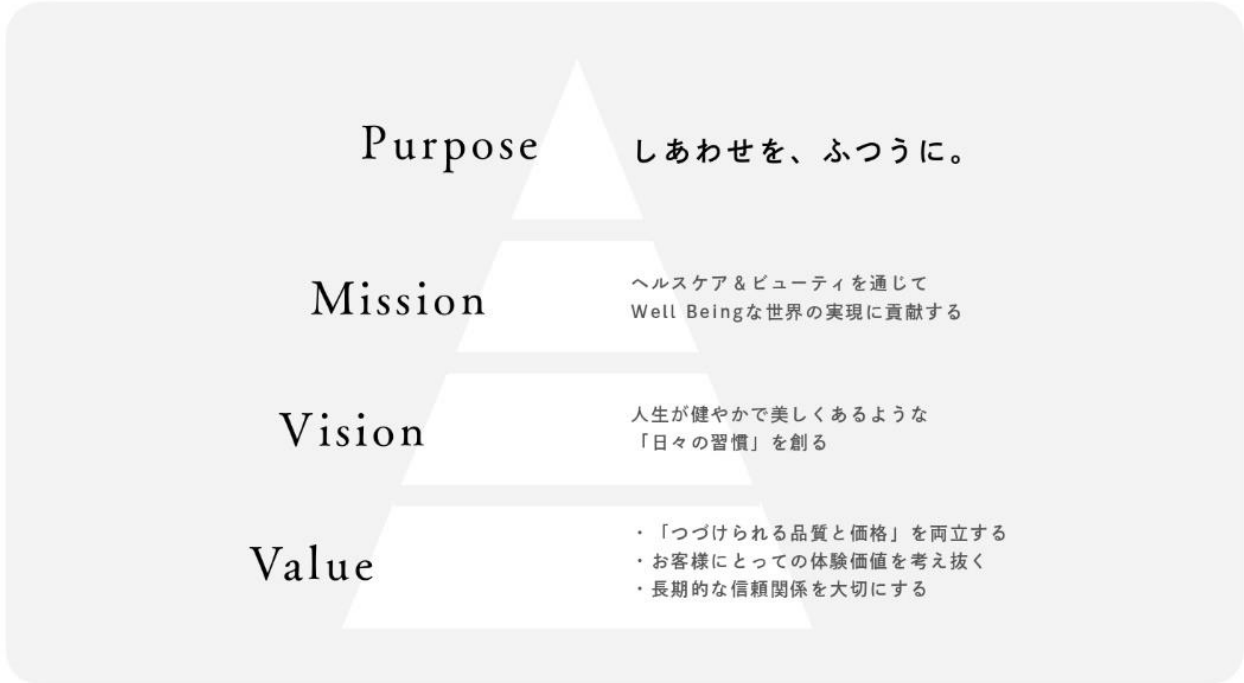 Purpose
しあわせを、ふつうに。
Mission
ヘルスケア＆ビューティを通じて
Well Beingな世界の実現に貢献する
Vision
人生が健やかで美しくあるような
「日々の習慣」を創る
Value
・「つづけられる品質と価格」を両立する
・お客様にとっての体験価値を考え抜く
・長期的な信頼関係を大切にする